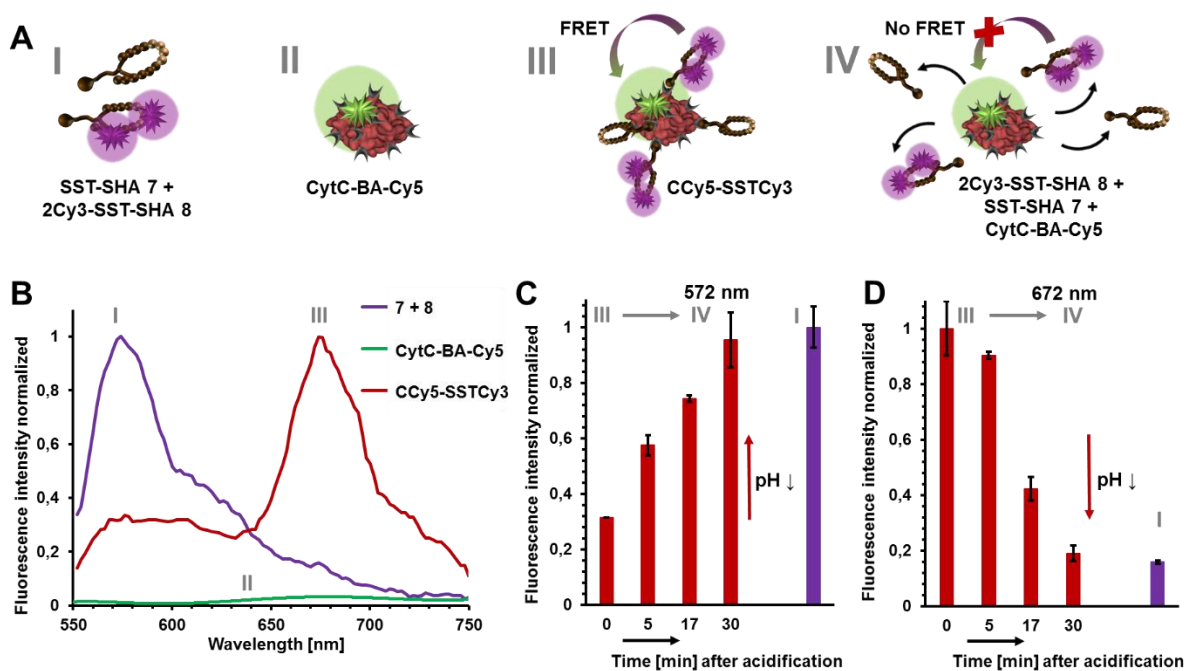 A
I
SST-SHA 7 +
2Cy3-SST-SHA 8
II
CytC-BA-Cy5
III
FRET
CCy5-SSTCy3
IV
No FRET
2Cy3-SST-SHA 8 +
SST-SHA 7 +
CytC-BA-Cy5
B
Fluorescence intensity normalized
1
0,8
0,6
0,4
0,2
0
I
III
II
7 + 8
CytC-BA-Cy5
CCy5-SSTCy3
550 600 650 700 750
Wavelength [nm]
C
572 nm
III IV I
Fluorescence intensity normalized
1
0,8
0,6
0,4
0,2
0
pH ↓
0 5 17 30
Time [min] after acidification
D
672 nm
III IV
Fluorescence intensity normalized
1
0,8
0,6
0,4
0,2
0
pH ↓
I
0 5 17 30
Time [min] after acidification